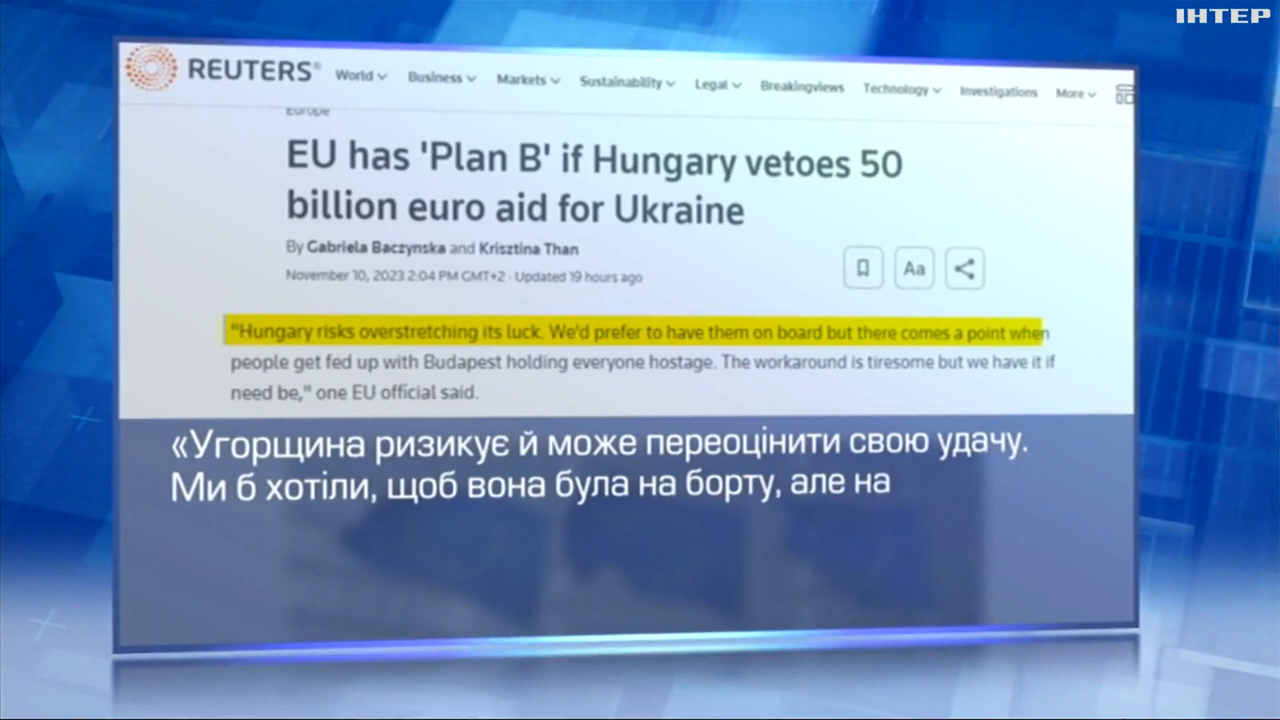 ІНТЕР
REUTERS®
World Business Markets Sustainability Legal Breakingviews Technology Investigations More
Europe
EU has 'Plan B' if Hungary vetoes 50
billion euro aid for Ukraine
By Gabriela Baczynska and Krisztina Than
November 10, 2023 2:04 PM GMT+2 · Updated 19 hours ago
Aa
"Hungary risks overstretching its luck. We'd prefer to have them on board but there comes a point when
people get fed up with Budapest holding everyone hostage. The workaround is tiresome but we have it if
need be," one EU official said.
«Угорщина ризикує й може переоцінити свою удачу.
Ми б хотіли, щоб вона була на борту, але на